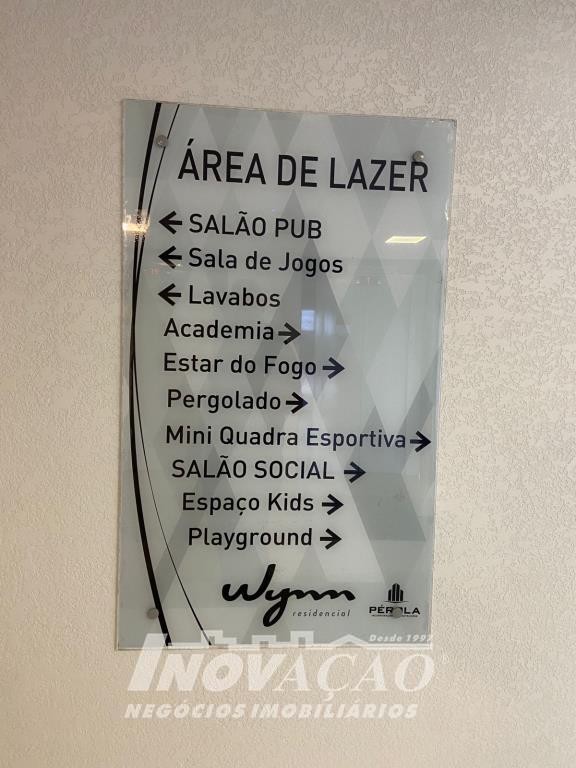 ÁREA DE LAZER
← SALÃO PUB
← Sala de Jogos
← Lavabos
Academia →
Estar do Fogo →
Pergolado →
Mini Quadra Esportiva →
SALÃO SOCIAL →
Espaço Kids →
Playground →
Wynn
residencial
PÉROLA
Desde 1997
INOVAÇÃO
NEGÓCIOS IMOBILIÁRIOS